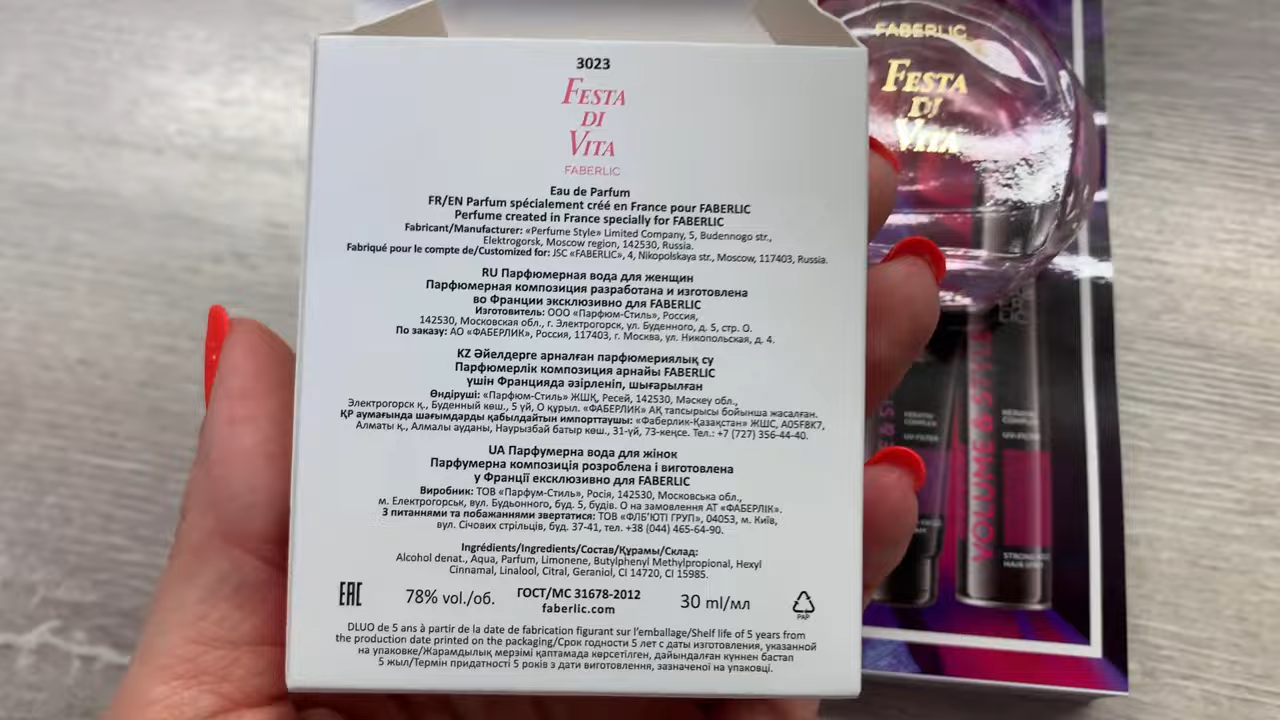 3023
FESTA
DI
VITA
FABERLIC
Eau de Parfum
FR/EN Parfum spécialement créé en France pour FABERLIC
Perfume created in France specially for FABERLIC
Fabricant/Manufacturer: «Perfume Style» Limited Company, 5, Budennogo str.,
Elektrogorsk, Moscow region, 142530, Russia.
Fabriqué pour le compte de/Customized for: JSC «FABERLIC», 4, Nikopolskaya str., Moscow, 117403, Russia.
RU Парфюмерная вода для женщин
Парфюмерная композиция разработана и изготовлена
во Франции эксклюзивно для FABERLIC
Изготовитель: ООО «Парфюм-Стиль», Россия,
142530, Московская обл., г. Электрогорск, ул. Буденного, д. 5, стр. О.
По заказу: АО «ФАБЕРЛИК», Россия, 117403, г. Москва, ул. Никопольская, д. 4.
KZ Әйелдерге арналған парфюмериялық су
Парфюмерлік композиция арнайы FABERLIC
үшін Францияда әзірленіп, шығарылған
Өндіруші: «Парфюм-Стиль» ЖШҚ, Ресей, 142530, Мәскеу обл.,
Электрогорск қ., Буденный көш., 5 үй, О құрыл. «ФАБЕРЛИК» АҚ тапсырысы бойынша жасалған.
ҚР аумағында шағымдарды қабылдайтын импорттаушы: «Фаберлик-Қазақстан» ЖШС, A05F8K7,
Алматы қ., Алмалы ауданы, Наурызбай батыр көш., 31-үй, 73-кеңсе. Тел.: +7 (727) 356-44-40.
UA Парфумерна вода для жінок
Парфумерна композиція розроблена і виготовлена
у Франції ексклюзивно для FABERLIC
Виробник: ТОВ «Парфум-Стиль», Росія, 142530, Московська обл.,
м. Електрогорськ, вул. Будьонного, буд. 5, будів. О на замовлення АТ «ФАБЕРЛІК».
З питаннями та побажаннями звертатися: ТОВ «ФЛБ'ЮТІ ГРУП», 04053, м. Київ,
вул. Січових стрільців, буд. 37-41, тел. +38 (044) 465-64-90.
Ingrédients/Ingredients/Состав/Құрамы/Склад:
Alcohol denat., Aqua, Parfum, Limonene, Butylphenyl Methylpropional, Hexyl
Cinnamal, Linalool, Citral, Geraniol, CI 14720, CI 15985.
EAC
78% vol./об.
ГОСТ/МС 31678-2012
faberlic.com
30 ml/мл
PAP
DLUO de 5 ans à partir de la date de fabrication figurant sur l'emballage/Shelf life of 5 years from
the production date printed on the packaging/Срок годности 5 лет с даты изготовления, указанной
на упаковке/Жарамдылық мерзімі қаптамада көрсетілген, дайындалған күннен бастап
5 жыл/Термін придатності 5 років з дати виготовлення, зазначеної на упаковці.
FABERLIC
FESTA
DI
VITA
KERATIN
COMPLEX
UV-FILTER
VOLUME & STYLE
KERATIN
COMPLEX
UV-FILTER
STRONG HOLD
HAIR SPRAY